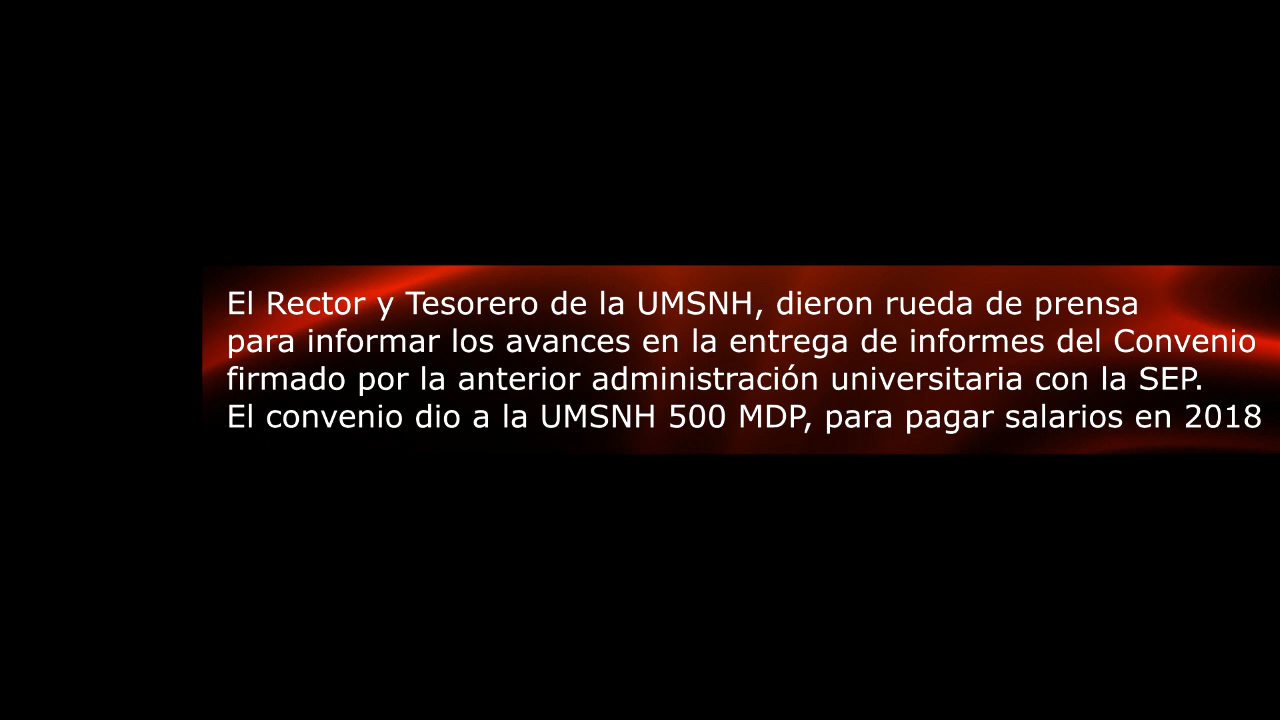 El Rector y Tesorero de la UMSNH, dieron rueda de prensa
para informar los avances en la entrega de informes del Convenio
firmado por la anterior administración universitaria con la SEP.
El convenio dio a la UMSNH 500 MDP, para pagar salarios en 2018